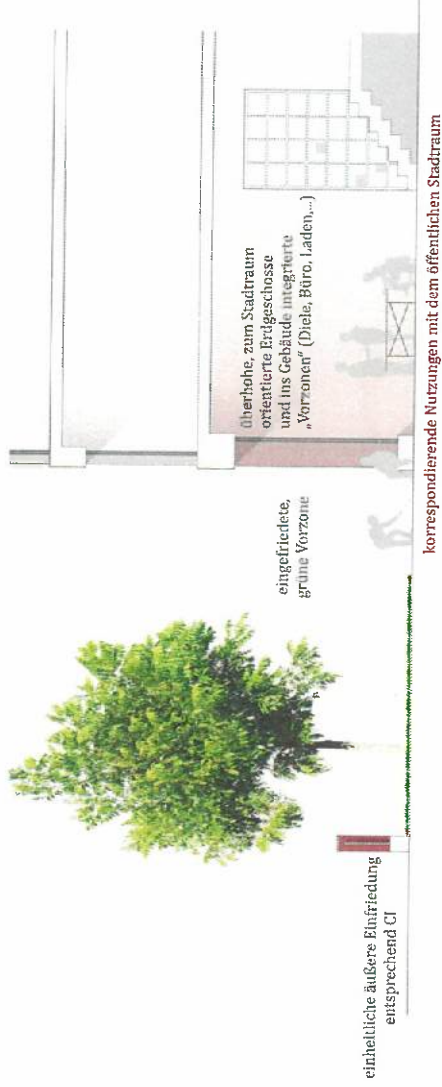 einheitliche äußere Einfriedung
entsprechend CI
eingefriedete,
grüne Vorzone
überhohe, zum Stadtraum
orientierte Erdgeschosse
und ins Gebäude integrierte
„Vorzonen“ (Diele, Büro, Laden,...)
korrespondierende Nutzungen mit dem öffentlichen Stadtraum